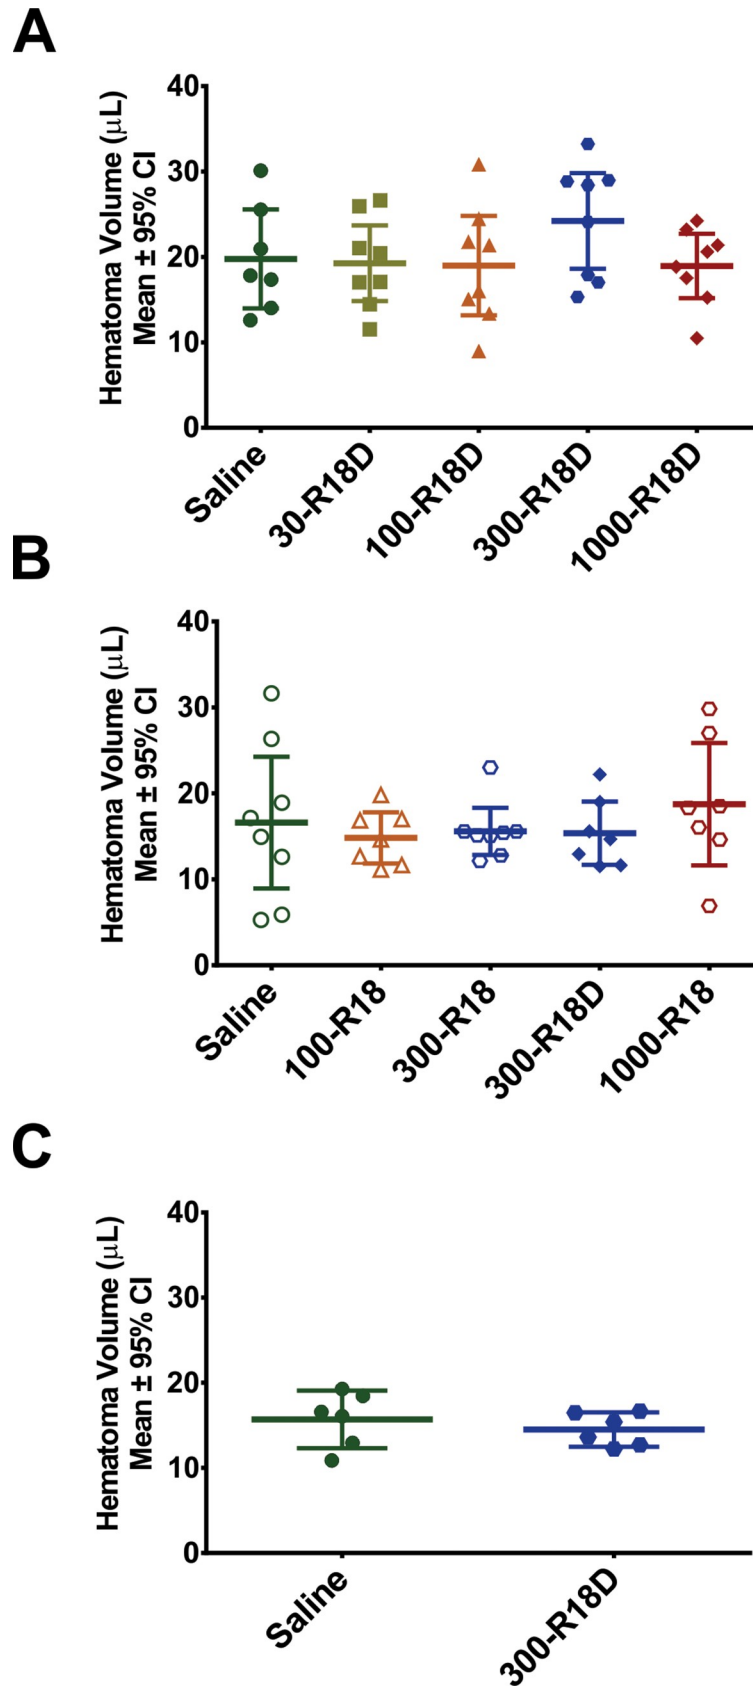 A
Hematoma Volume (µL)
Mean ± 95% CI
40
30
20
10
0
Saline
30-R18D
100-R18D
300-R18D
1000-R18D
B
Hematoma Volume (µL)
Mean ± 95% CI
40
30
20
10
0
Saline
100-R18
300-R18
300-R18D
1000-R18
C
Hematoma Volume (µL)
Mean ± 95% CI
40
30
20
10
0
Saline
300-R18D